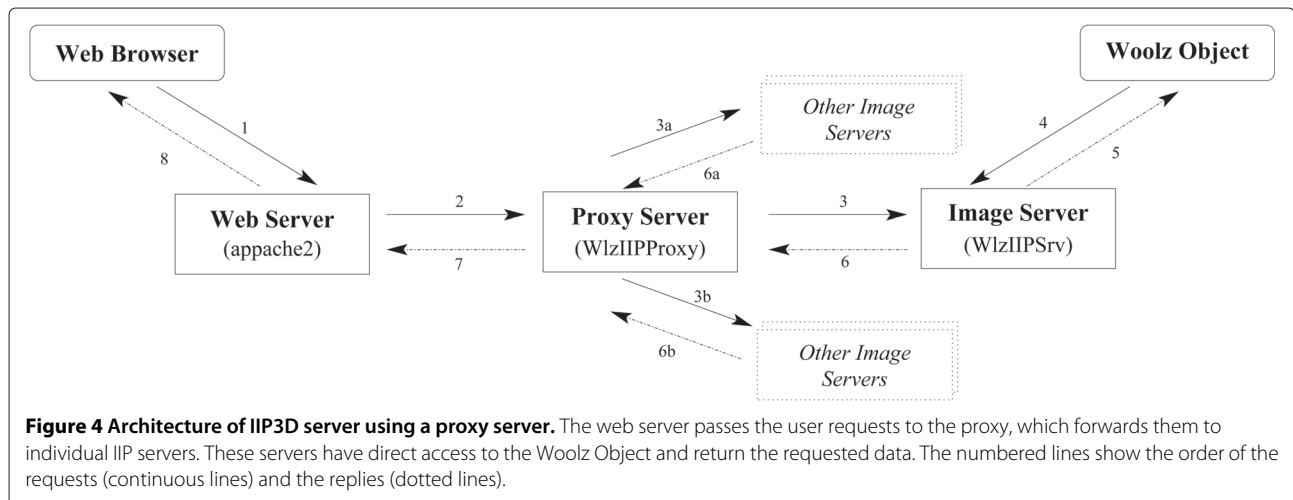 Web Browser
Woolz Object
1
8
3a
Other Image
Servers
6a
4
5
Web Server
(appache2)
2
7
Proxy Server
(WlzIIPProxy)
3
6
Image Server
(WlzIIPSrv)
3b
6b
Other Image
Servers
Figure 4 Architecture of IIP3D server using a proxy server. The web server passes the user requests to the proxy, which forwards them to
individual IIP servers. These servers have direct access to the Woolz Object and return the requested data. The numbered lines show the order of the
requests (continuous lines) and the replies (dotted lines).